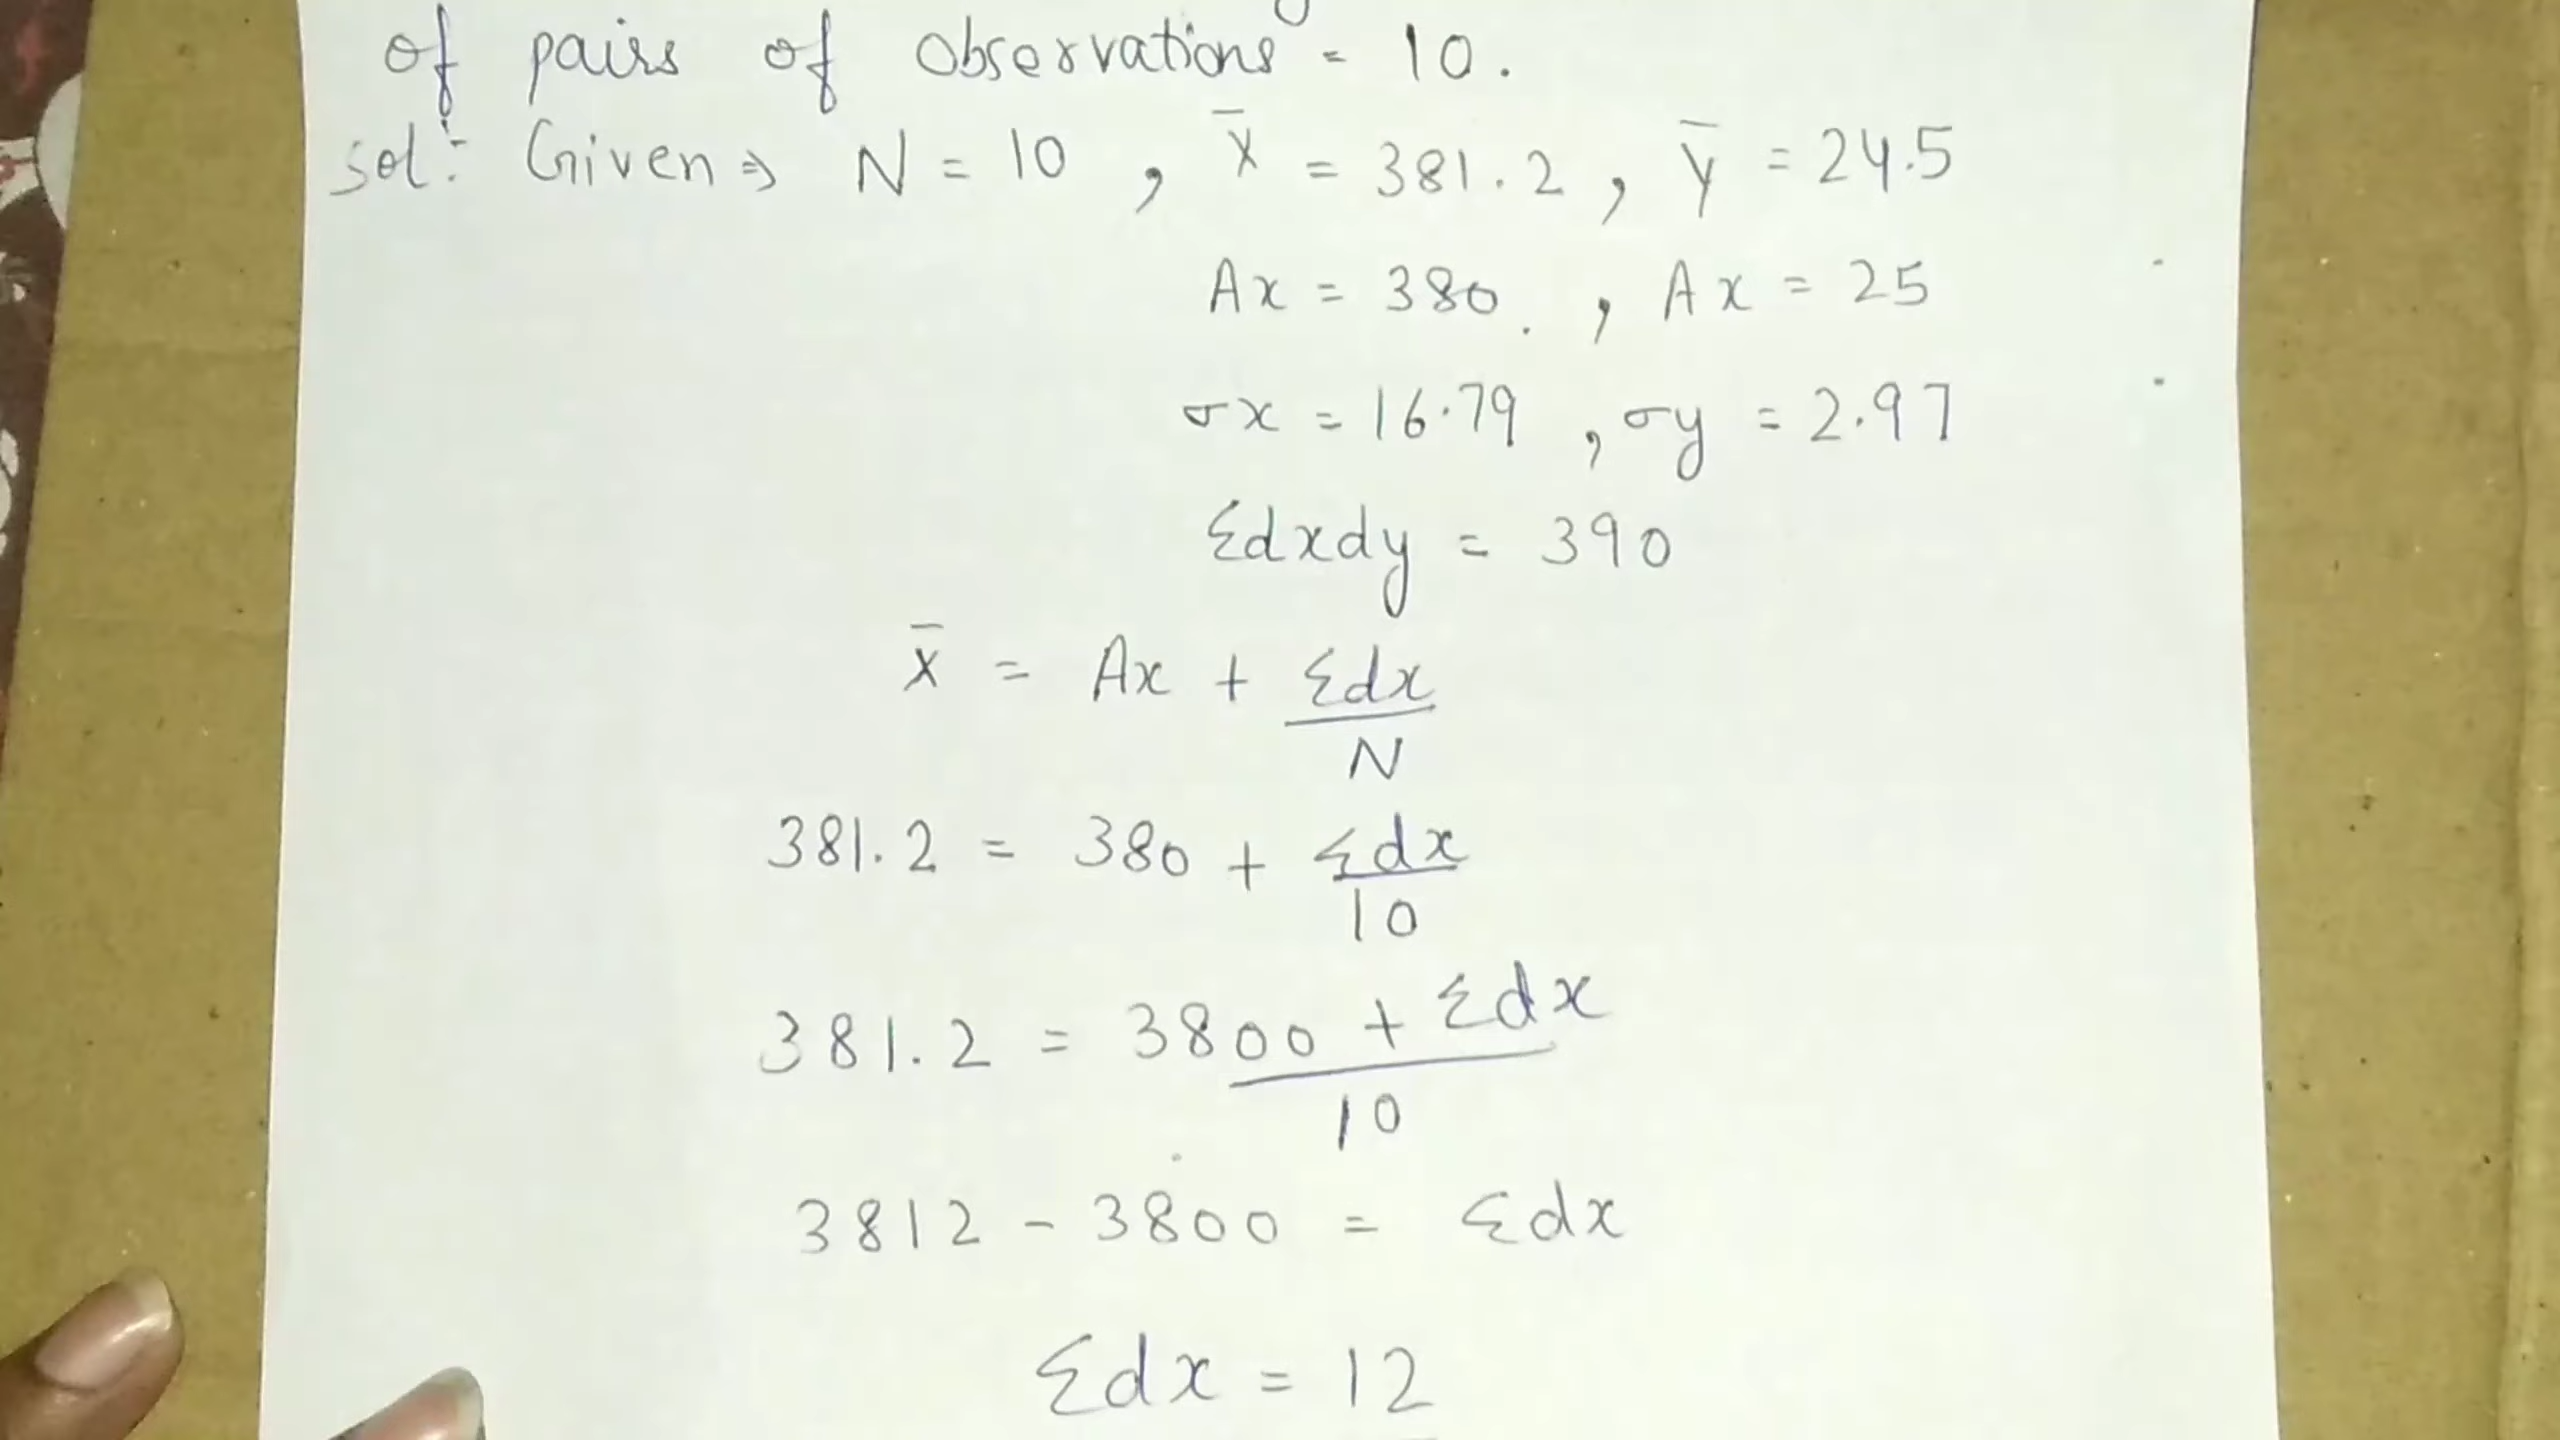 of pairs of observations = 10.
Sol:- Given ⇒ N = 10 , X̄ = 381.2 , Ȳ = 24.5
Ax = 380 , Ax = 25
σx = 16.79 , σy = 2.97
Σdxdy = 390
X̄ = Ax + Σdx
N
381.2 = 380 + Σdx
10
381.2 = 3800 + Σdx
10
3812 - 3800 = Σdx
Σdx = 12